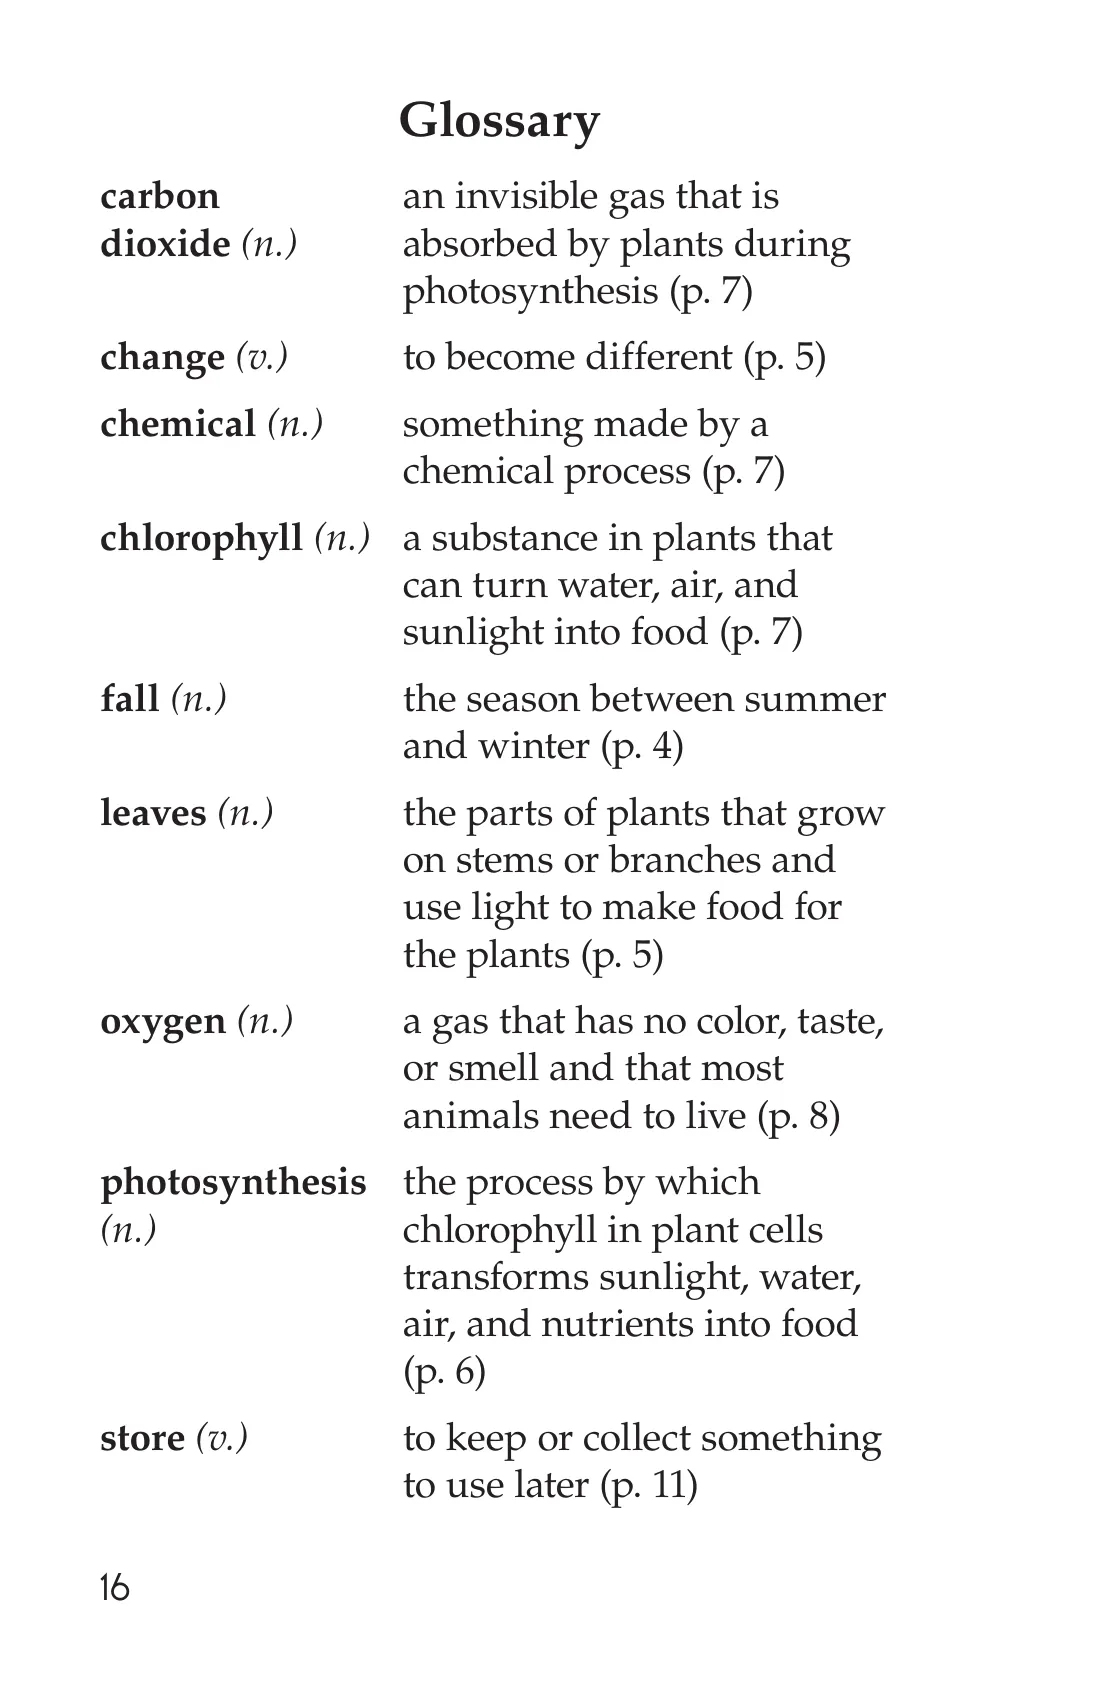 Glossary
carbon an invisible gas that is
dioxide (n.) absorbed by plants during
photosynthesis (p. 7)
change (v.) to become different (p. 5)
chemical (n.) something made by a
chemical process (p. 7)
chlorophyll (n.) a substance in plants that
can turn water, air, and
sunlight into food (p. 7)
fall (n.) the season between summer
and winter (p. 4)
leaves (n.) the parts of plants that grow
on stems or branches and
use light to make food for
the plants (p. 5)
oxygen (n.) a gas that has no color, taste,
or smell and that most
animals need to live (p. 8)
photosynthesis the process by which
(n.) chlorophyll in plant cells
transforms sunlight, water,
air, and nutrients into food
(p. 6)
store (v.) to keep or collect something
to use later (p. 11)
16